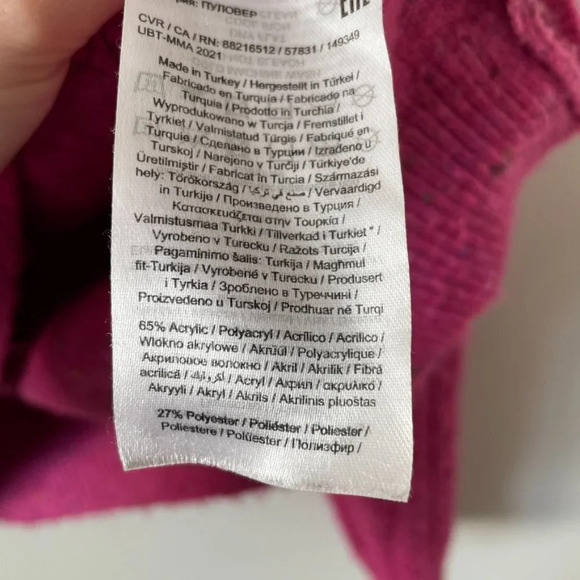 ПУЛОВЕР
EAC
CVR / CA / RN: 88216512 / 57831 / 149349
UBT-MMA 2021
Made in Turkey / Hergestellt in Türkei /
Fabricado en Turquía / Fabricado na
Turquia / Prodotto in Turchia /
Wyprodukowano w Turcja / Fremstillet i
Tyrkiet / Valmistatud Türgis / Fabriqué en
Turquie / Сделано в Турции / Izrađeno u
Turskoj / Narejeno v Turčiji / Türkiye'de
Üretilmiştir / Fabricat în Turcia / Származási
hely: Törökország / صنع في تركيا / Vervaardigd
in Turkije / Произведено в Турция /
Κατασκευάζεται στην Τουρκία /
Valmistusmaa Turkki / Tillverkad i Turkiet * /
Vyrobeno v Turecku / Ražots Turcija /
Pagaminimo šalis: Turkija / Magħmul
fit-Turkija / Vyrobené v Turecku / Produsert
i Tyrkia / Зроблено в Туреччині /
Proizvedeno u Turskoj / Prodhuar në Turqi
65% Acrylic / Polyacryl / Acrílico / Acrilico /
Włókno akrylowe / Akrüül / Polyacrylique /
Акриловое волокно / Akril / Akrilik / Fibră
acrilică / أكريليك / Acryl / Акрил / ακρυλικό /
Akryyli / Akryl / Akrils / Akrilinis pluoštas
27% Polyester / Poliéster / Poliester /
Poliestere / Polüester / Полиэфир /